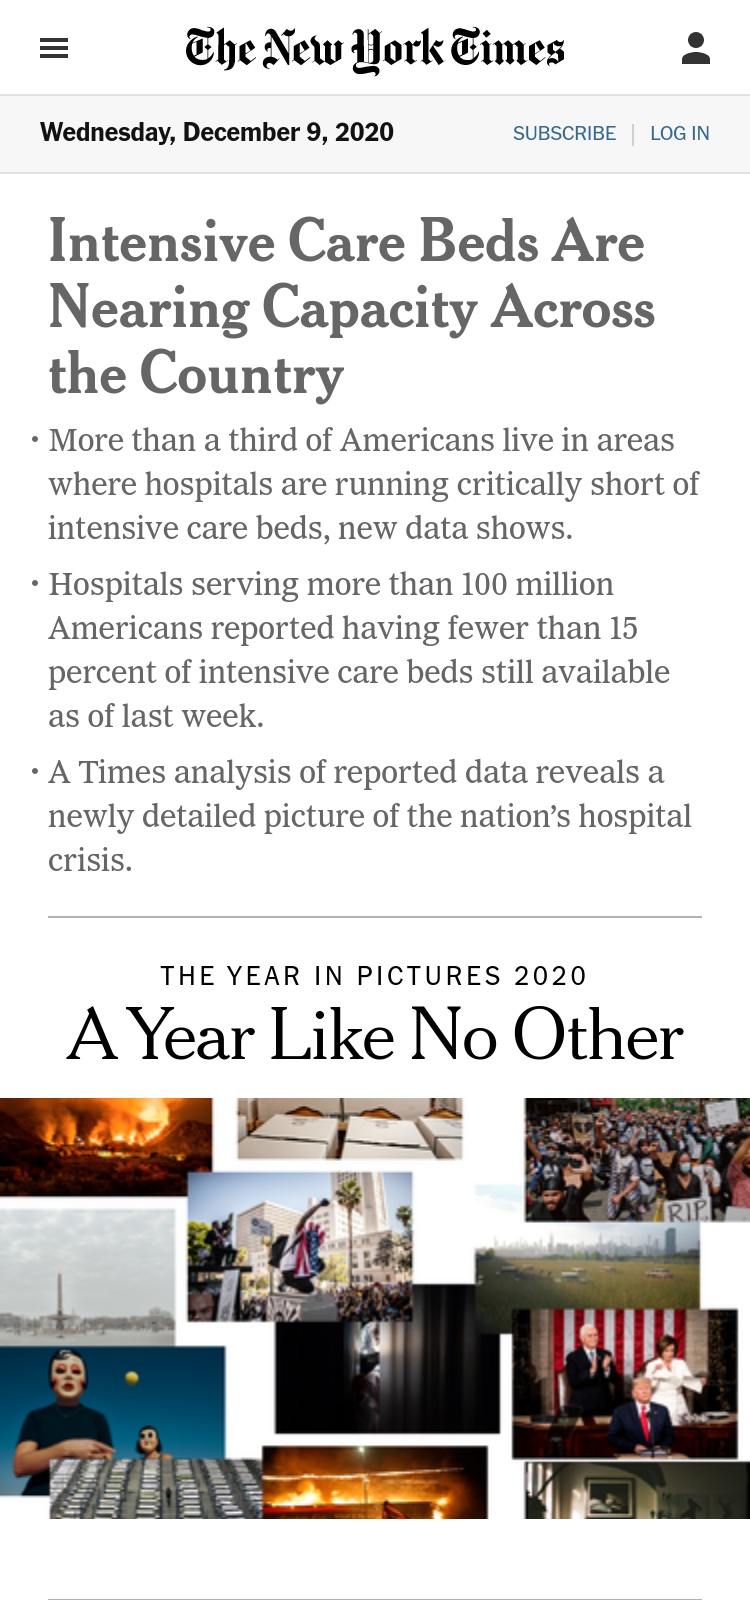 The New York Times
Wednesday, December 9, 2020
SUBSCRIBE | LOG IN
Intensive Care Beds Are
Nearing Capacity Across
the Country
• More than a third of Americans live in areas
where hospitals are running critically short of
intensive care beds, new data shows.
• Hospitals serving more than 100 million
Americans reported having fewer than 15
percent of intensive care beds still available
as of last week.
• A Times analysis of reported data reveals a
newly detailed picture of the nation’s hospital
crisis.
THE YEAR IN PICTURES 2020
A Year Like No Other
RIP